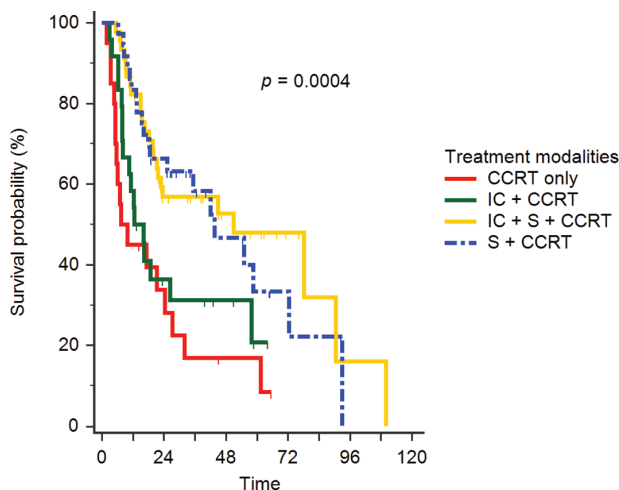 100
80
60
40
20
0
Survival probability (%)
p = 0.0004
Treatment modalities
CCRT only
IC + CCRT
IC + S + CCRT
S + CCRT
0 24 48 72 96 120
Time